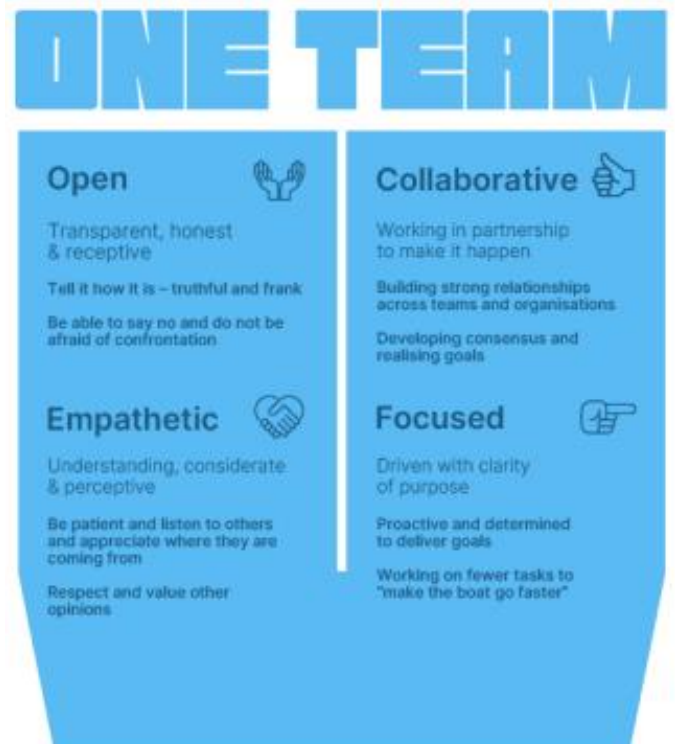 ONE TEAM
Open
Transparent, honest
& receptive
Tell it how it is – truthful and frank
Be able to say no and do not be
afraid of confrontation
Collaborative
Working in partnership
to make it happen
Building strong relationships
across teams and organisations
Developing consensus and
realising goals
Empathetic
Understanding, considerate
& perceptive
Be patient and listen to others
and appreciate where they are
coming from
Respect and value other
opinions
Focused
Driven with clarity
of purpose
Proactive and determined
to deliver goals
Working on fewer tasks to
"make the boat go faster"